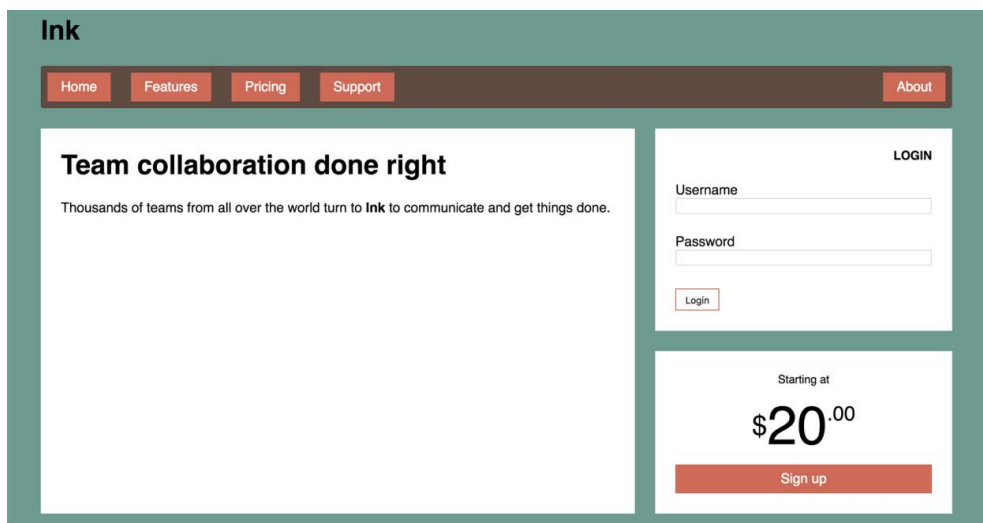 Ink
Home Features Pricing Support About
Team collaboration done right
Thousands of teams from all over the world turn to Ink to communicate and get things done.
LOGIN
Username
Password
Login
Starting at
$20.00
Sign up